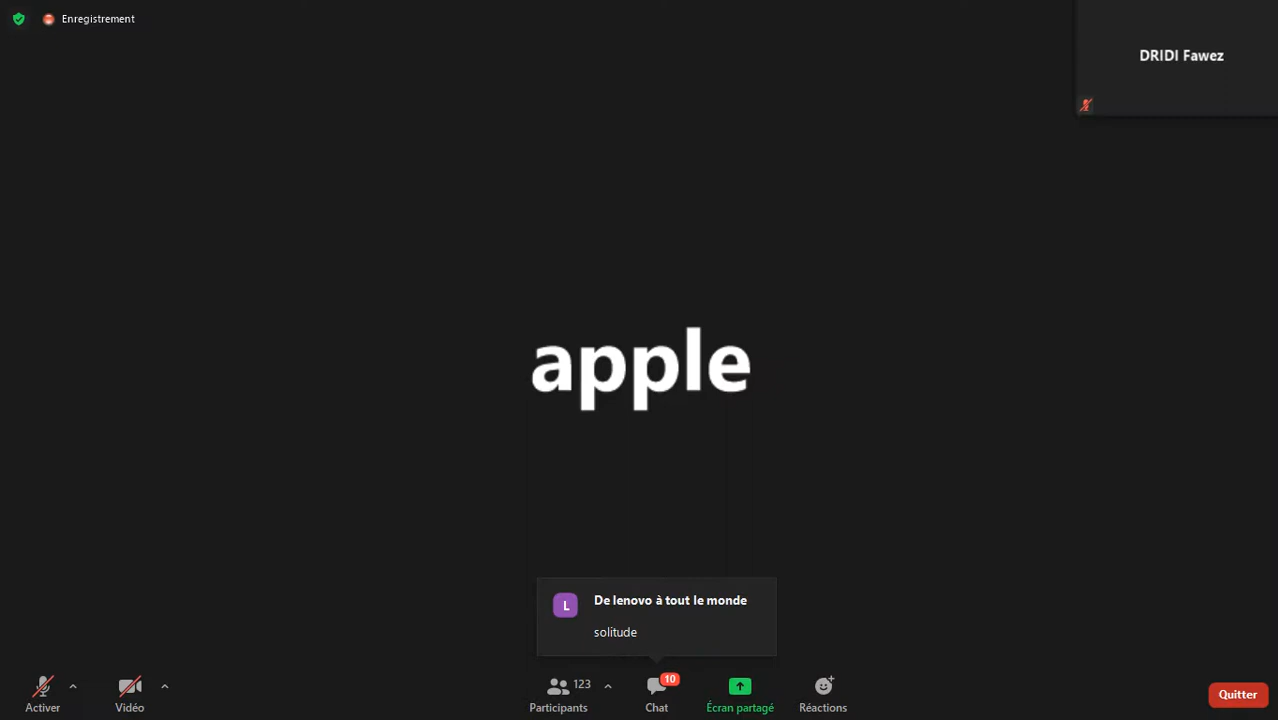 Enregistrement
DRIDI Fawez
apple
L
De lenovo à tout le monde
solitude
Activer
Vidéo
123
Participants
10
Chat
Écran partagé
Réactions
Quitter